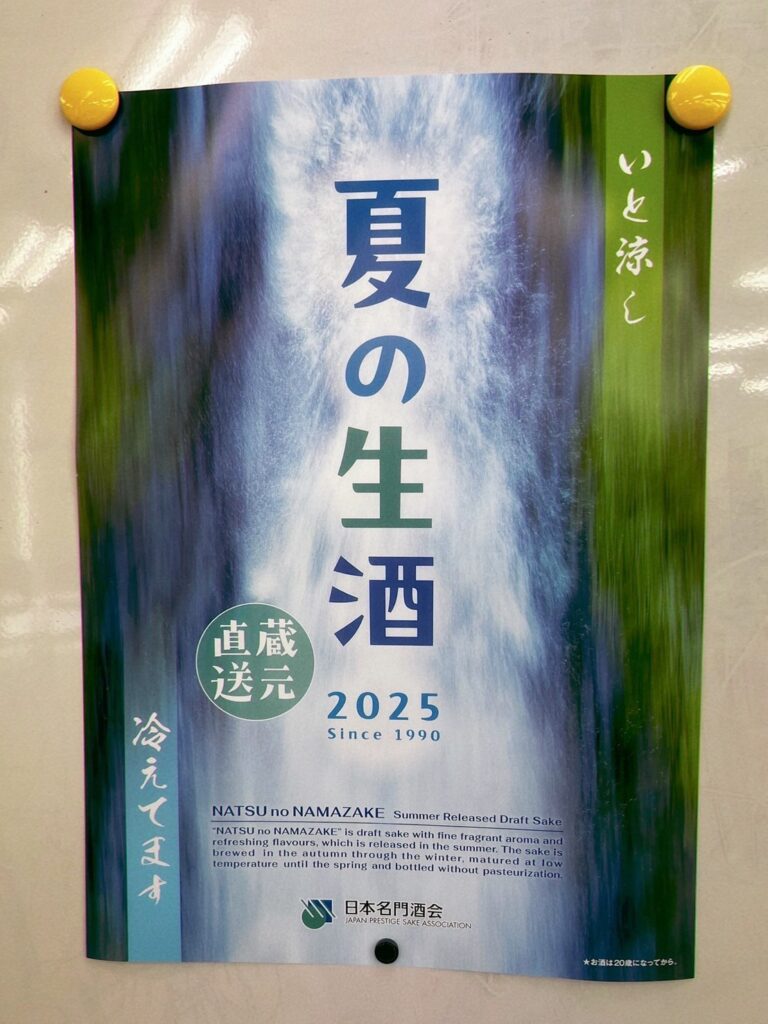 いと涼し
夏の生酒
蔵元
直送
2025
Since 1990
冷えてます
NATSU no NAMAZAKE Summer Released Draft Sake
"NATSU no NAMAZAKE" is draft sake with fine fragrant aroma and
refreshing flavours, which is released in the summer. The sake is
brewed in the autumn through the winter, matured at low
temperature until the spring and bottled without pasteurization.
日本名門酒会
JAPAN PRESTIGE SAKE ASSOCIATION
★お酒は20歳になってから。